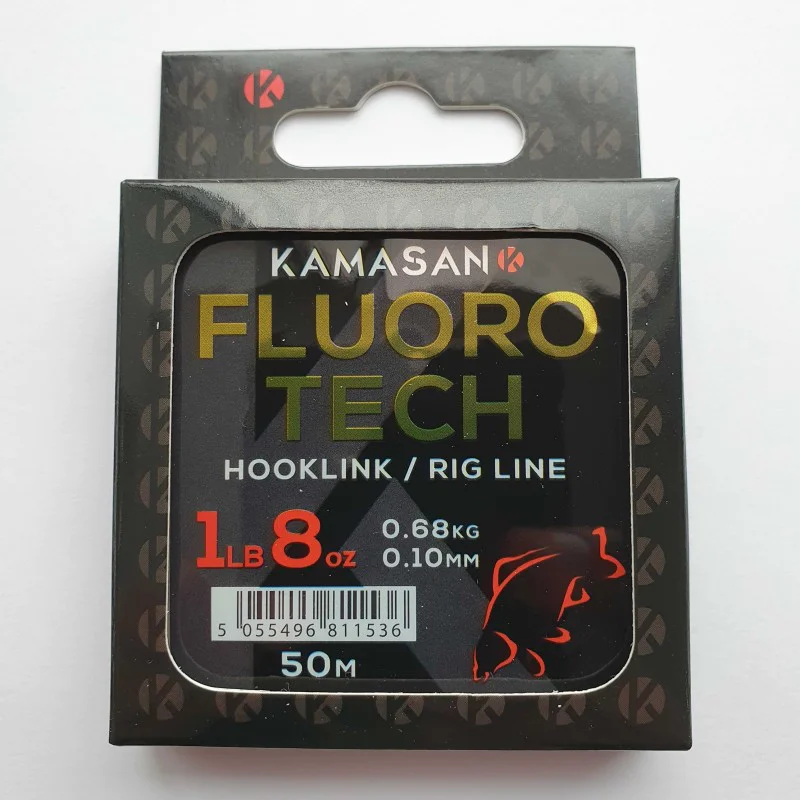 KAMASAN
FLUORO
TECH
HOOKLINK / RIG LINE
1LB 8OZ
0.68KG
0.10MM
5 055496 811536
50M